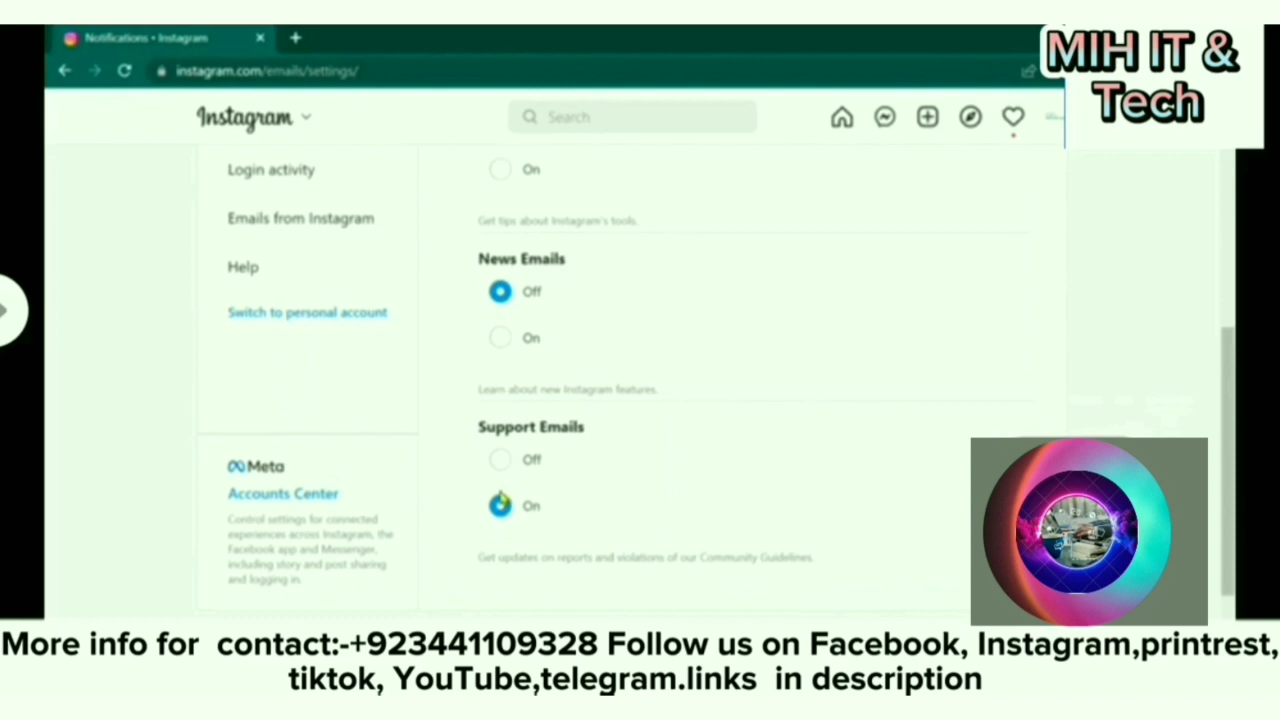 Notifications • Instagram
instagram.com/emails/settings/
MIH IT &
Tech
Instagram
Search
Login activity
Emails from Instagram
Help
Switch to personal account
Meta
Accounts Center
Control settings for connected
experiences across Instagram, the
Facebook app and Messenger,
including story and post sharing
and logging in.
On
Get tips about Instagram's tools.
News Emails
Off
On
Learn about new Instagram features.
Support Emails
Off
On
Get updates on reports and violations of our Community Guidelines.
More info for contact:-+923441109328 Follow us on Facebook, Instagram,printrest,
tiktok, YouTube,telegram.links in description